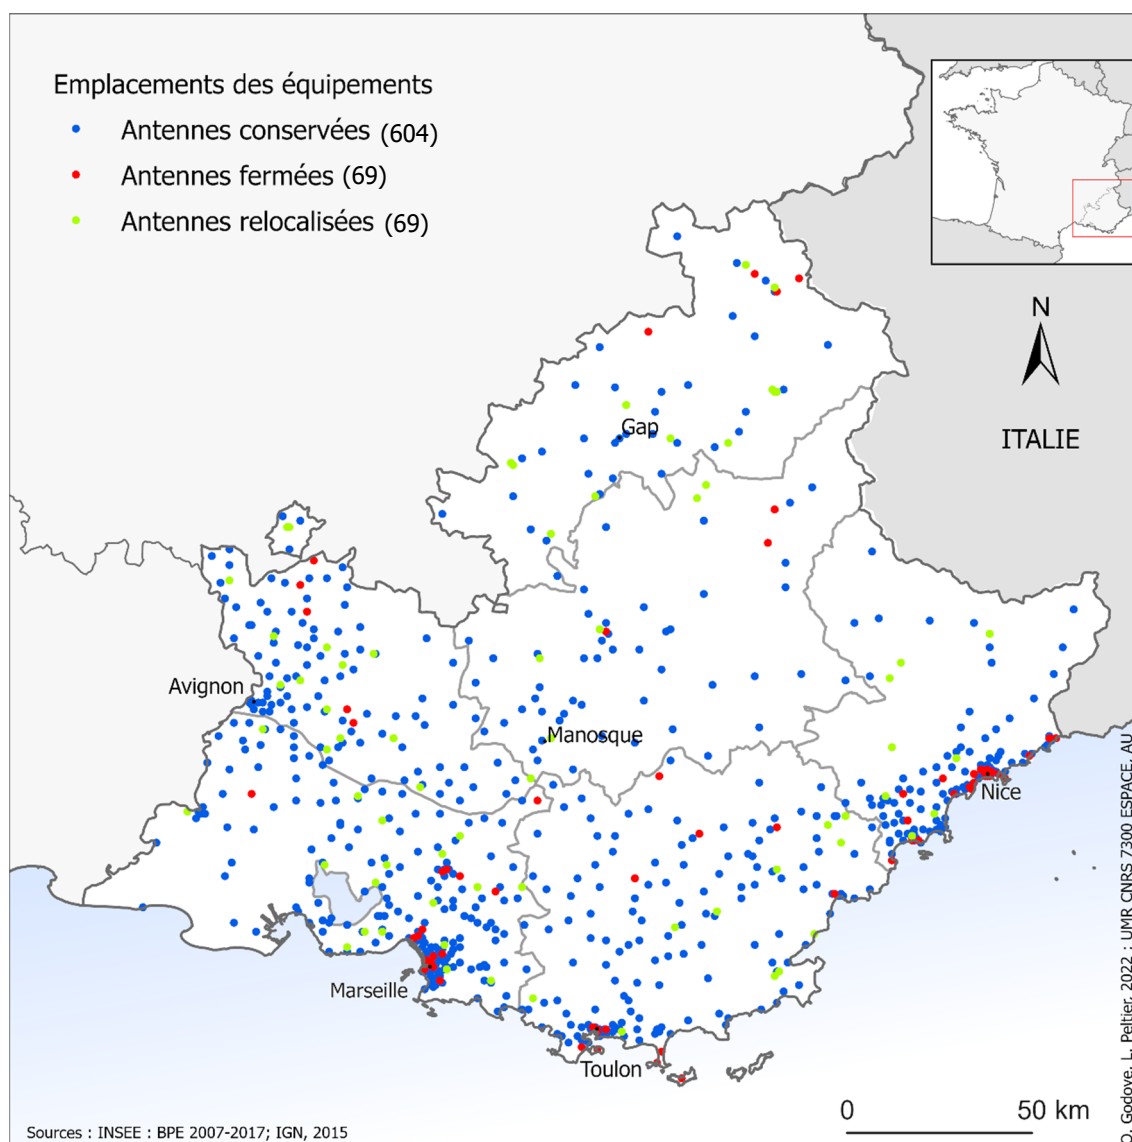 Emplacements des équipements
Antennes conservées (604)
Antennes fermées (69)
Antennes relocalisées (69)
N
ITALIE
Gap
Avignon
Manosque
Nice
Marseille
Toulon
0 50 km
Sources : INSEE : BPE 2007-2017; IGN, 2015
D. Godoye, L. Peltier, 2022 : UMR CNRS 7300 ESPACE, AU